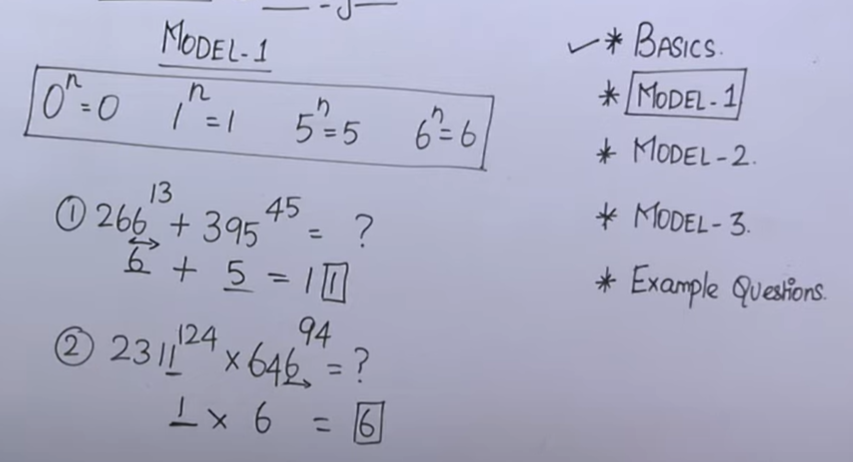 MODEL-1
0ⁿ=0 1ⁿ=1 5ⁿ=5 6ⁿ=6
① 266¹³ + 395⁴⁵ = ?
6 + 5 = 11
② 2311¹²⁴ × 646⁹⁴ = ?
1 × 6 = 6
✓ * BASICS.
* MODEL-1
* MODEL-2.
* MODEL-3.
* Example Questions.